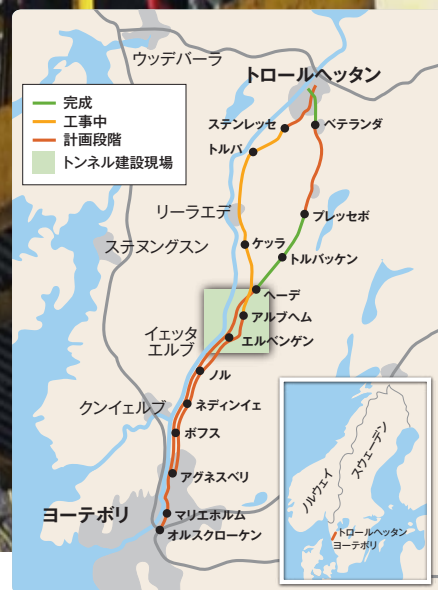 ウッデバーラ
トロールヘッタン
完成
工事中
計画段階
トンネル建設現場
ステンレッセ
ベテランダ
トルバ
リーラエデ
プレッセボ
ステヌングスン
ケッラ
トルバッケン
ヘーデ
アルブヘム
イェッタ
エルブ
エルベンゲン
ノル
クンイェルブ
ネディンイェ
ボフス
アグネスベリ
ヨーテボリ
マリエホルム
オルスクローケン
ノルウェイ
スウェーデン
トロールヘッタン
ヨーテボリ